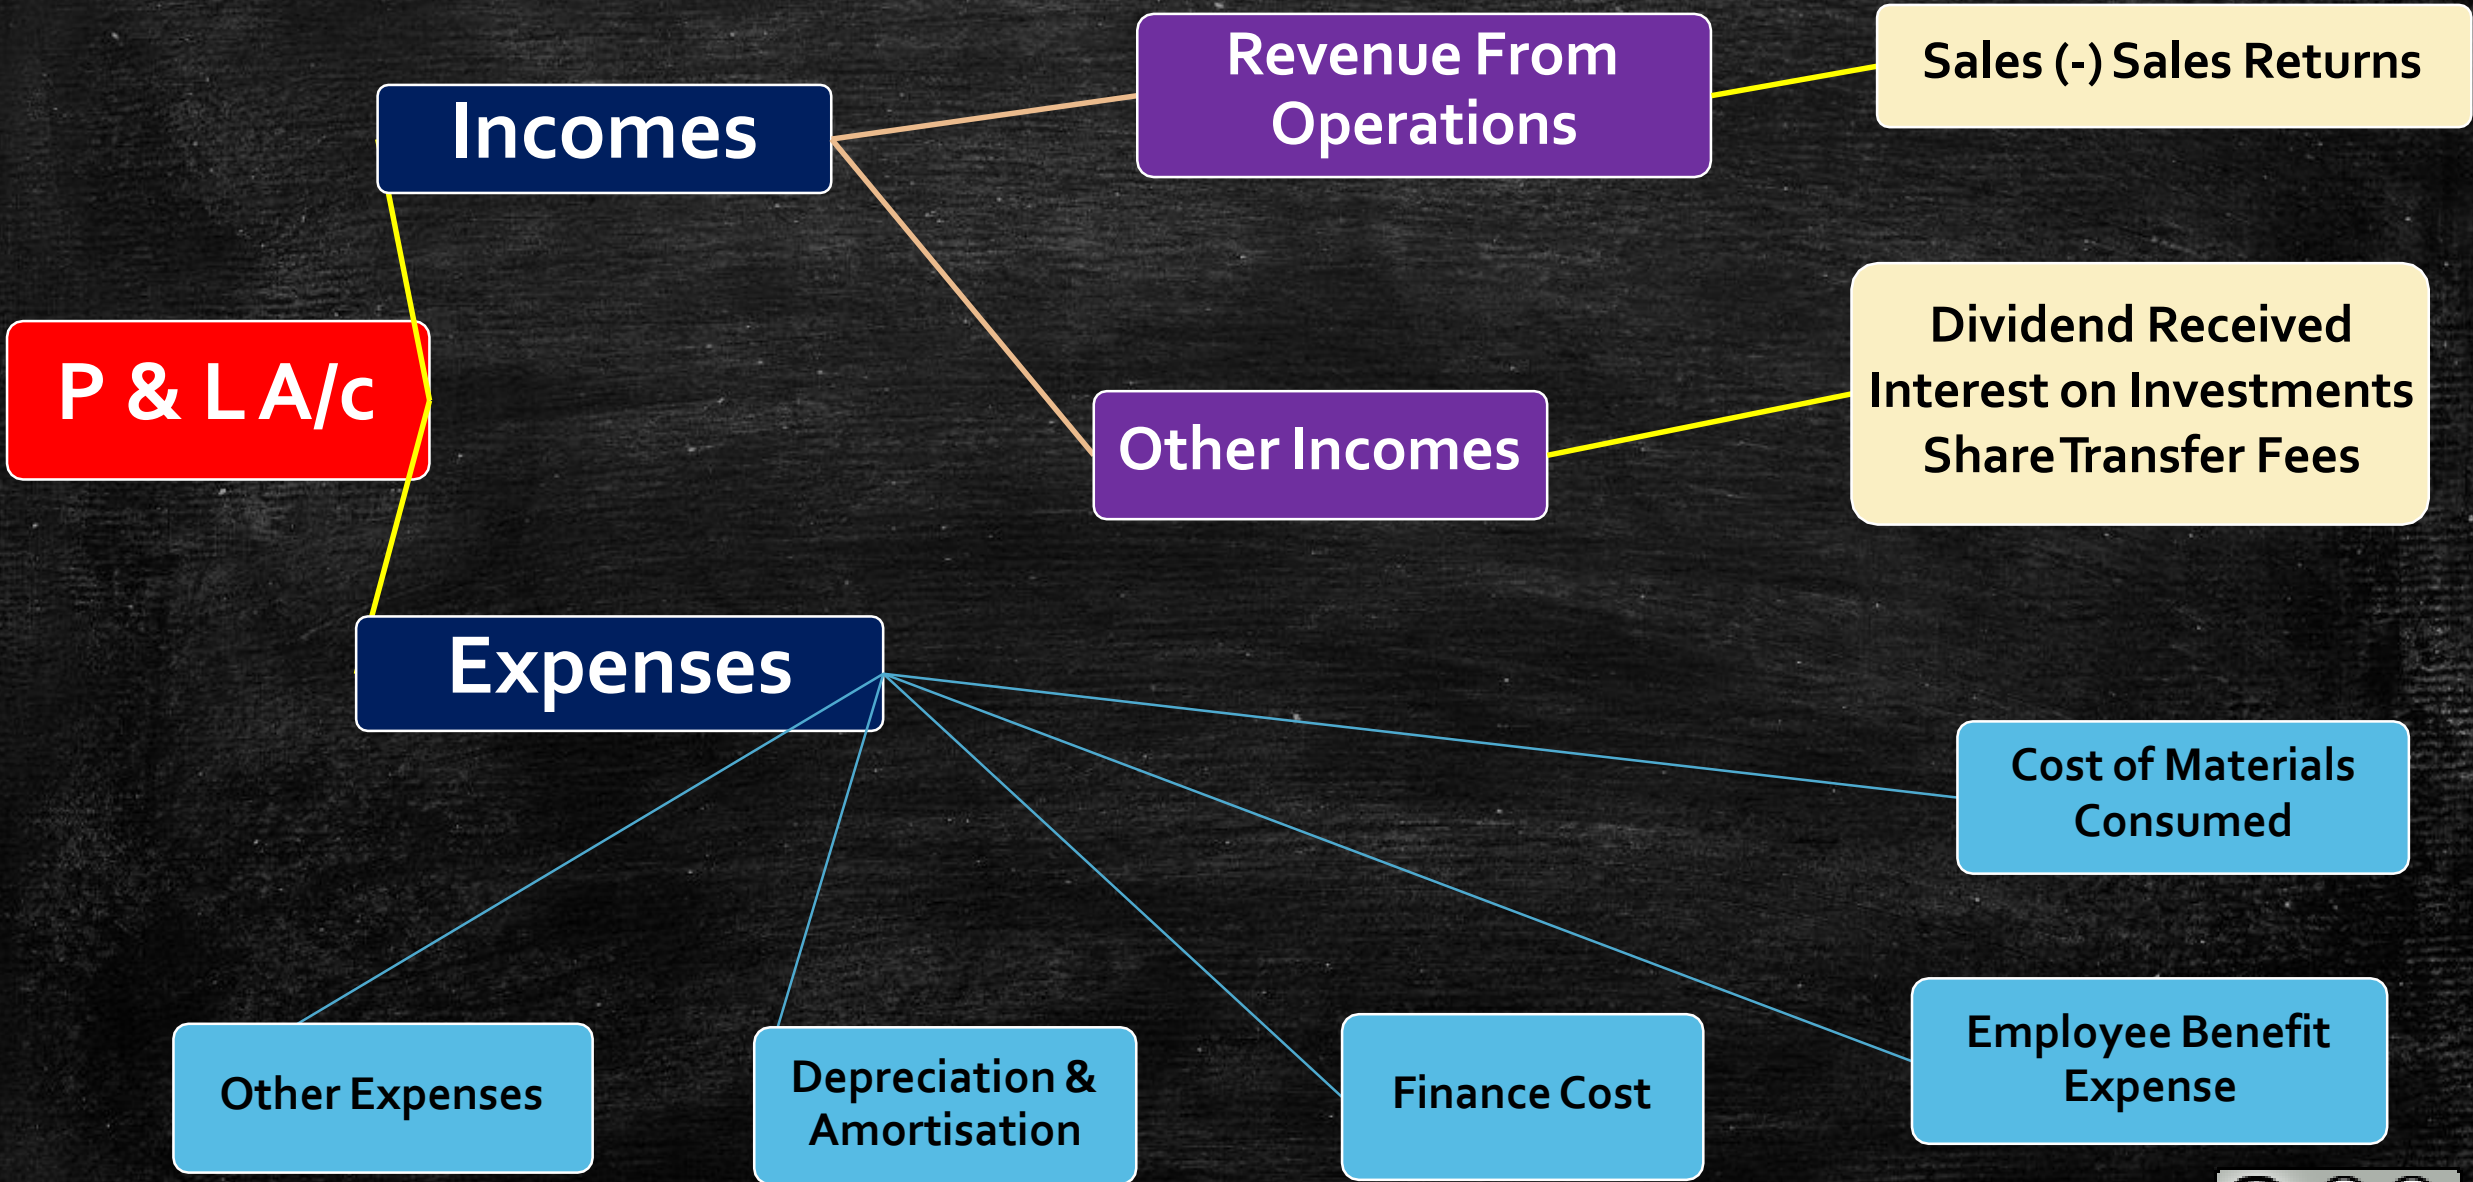 Revenue From
Operations
Sales (-) Sales Returns
Incomes
Dividend Received
Interest on Investments
Share Transfer Fees
P & L A/c
Other Incomes
Expenses
Cost of Materials
Consumed
Employee Benefit
Expense
Other Expenses
Depreciation &
Amortisation
Finance Cost